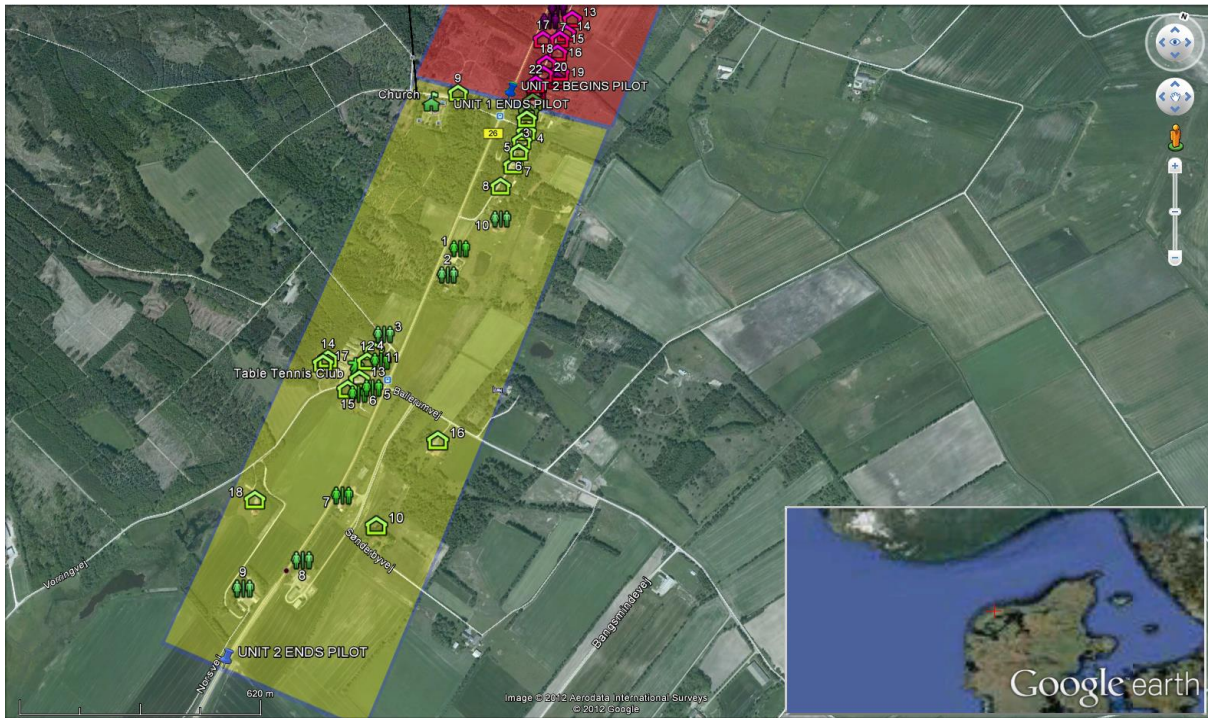 N
13
17
7
14
15
18
16
22
20
19
9
UNIT 2 BEGINS PILOT
Church
UNIT 1 ENDS PILOT
26
3
4
5
6
7
8
10
1
2
3
14
12
4
17
11
Table Tennis Club
13
15
6
5
Ballerumvej
16
18
7
10
Sønderbyvej
Vorringvej
8
9
Bangsmindevej
UNIT 2 ENDS PILOT
Norsvej
620 m
Image © 2012 Aerodata International Surveys
© 2012 Google
Google earth